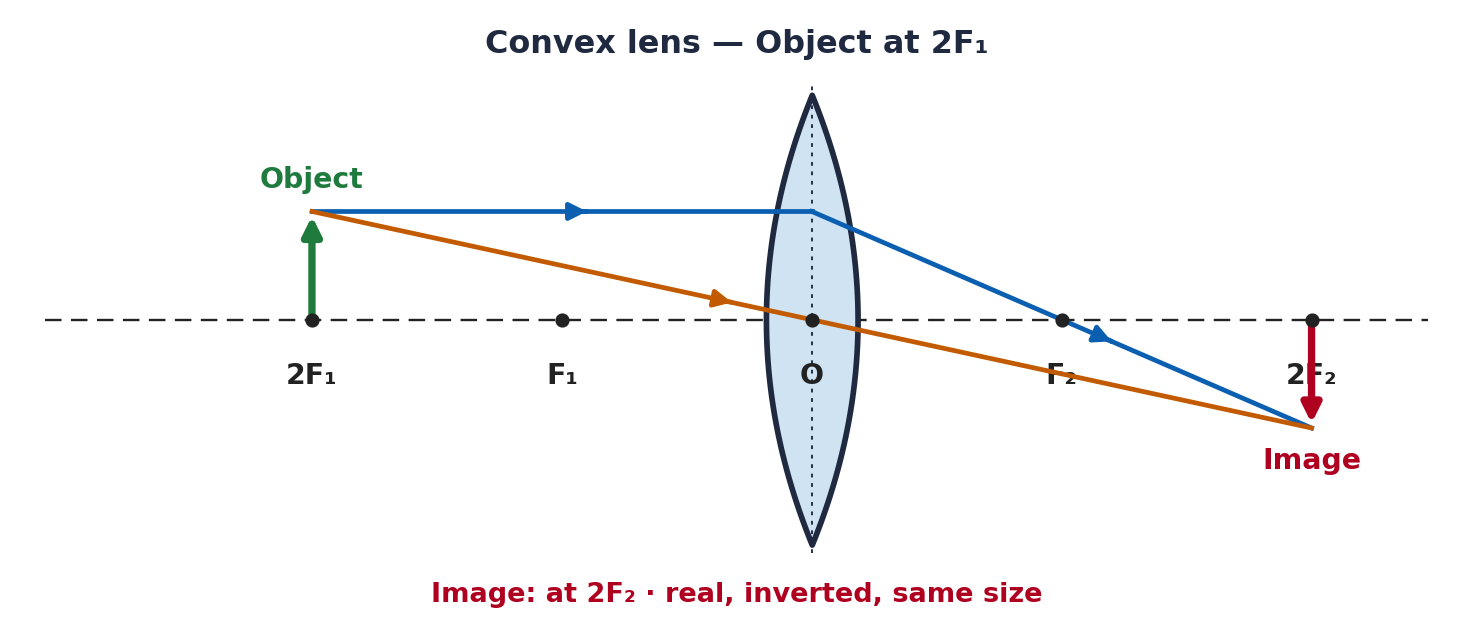 Convex lens — Object at 2F₁
Object
2F₁
F₁
O
F₂
2F₂
Image
Image: at 2F₂ · real, inverted, same size